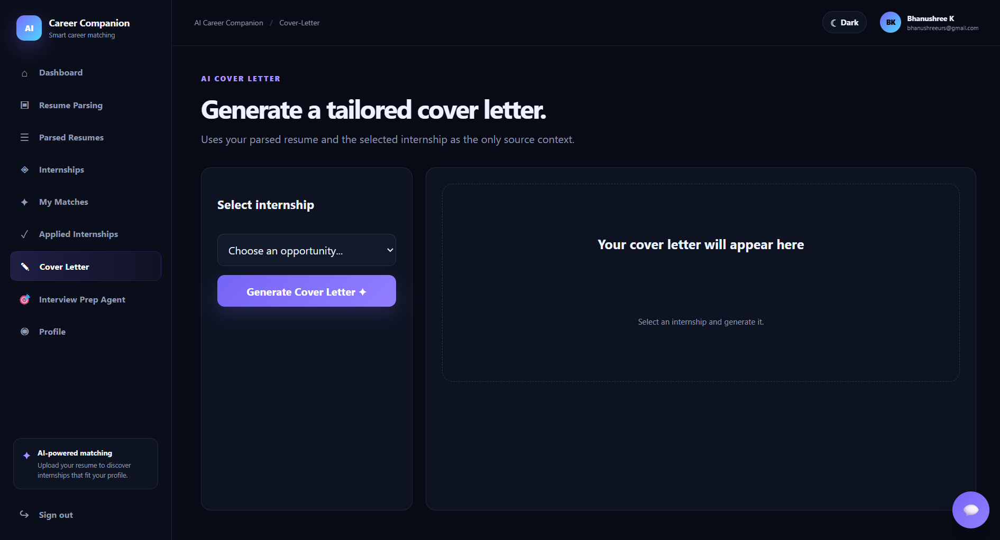 AI
Career Companion
Smart career matching
Dashboard
Resume Parsing
Parsed Resumes
Internships
My Matches
Applied Internships
Cover Letter
Interview Prep Agent
Profile
AI-powered matching
Upload your resume to discover
internships that fit your profile.
Sign out
AI Career Companion / Cover-Letter
Dark
BK
Bhanushree K
bhanushreeurs@gmail.com
AI COVER LETTER
Generate a tailored cover letter.
Uses your parsed resume and the selected internship as the only source context.
Select internship
Choose an opportunity...
Generate Cover Letter ✦
Your cover letter will appear here
Select an internship and generate it.